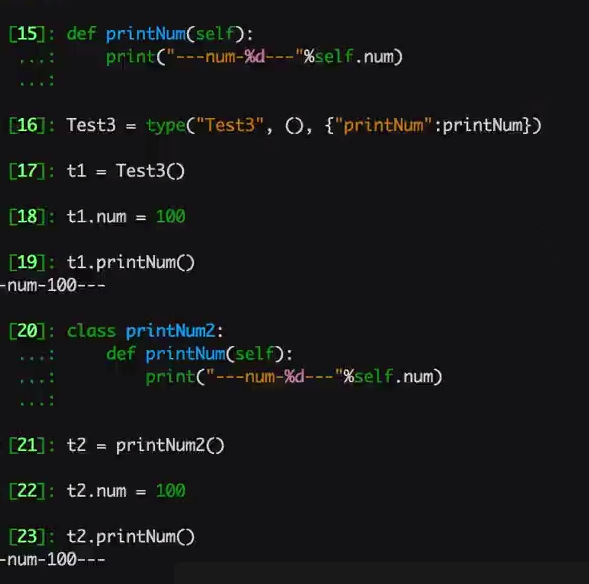 [15]: def printNum(self):
...:     print("---num-%d---"%self.num)
...:
[16]: Test3 = type("Test3", (), {"printNum":printNum})
[17]: t1 = Test3()
[18]: t1.num = 100
[19]: t1.printNum()
-num-100---
[20]: class printNum2:
...:     def printNum(self):
...:         print("---num-%d---"%self.num)
...:
[21]: t2 = printNum2()
[22]: t2.num = 100
[23]: t2.printNum()
-num-100---